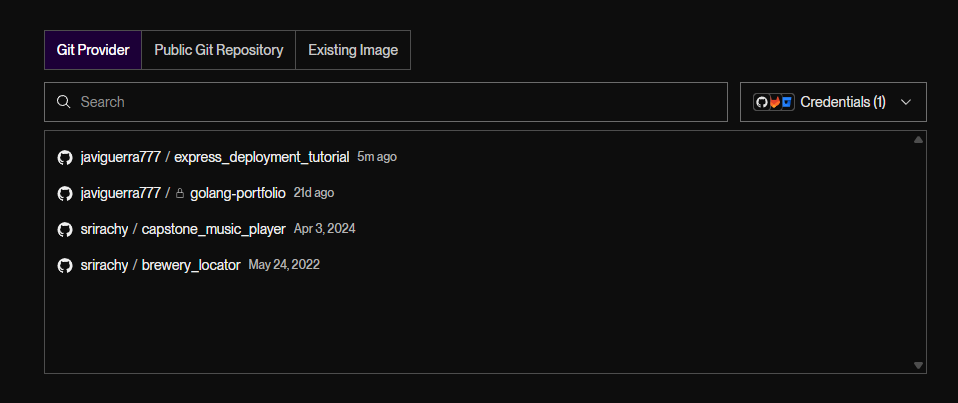 Git Provider Public Git Repository Existing Image
Search Credentials (1)
javiguerra777 / express_deployment_tutorial 5m ago
javiguerra777 / golang-portfolio 21d ago
srirachy / capstone_music_player Apr 3, 2024
srirachy / brewery_locator May 24, 2022